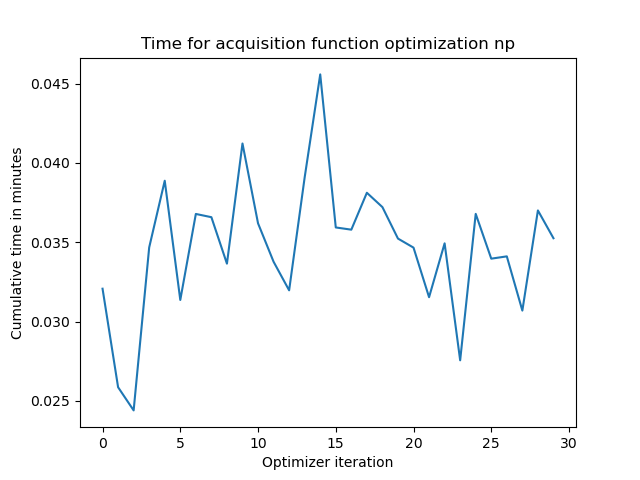 Time for acquisition function optimization np
0.045
0.040
0.035
0.030
0.025
Cumulative time in minutes
0 5 10 15 20 25 30
Optimizer iteration